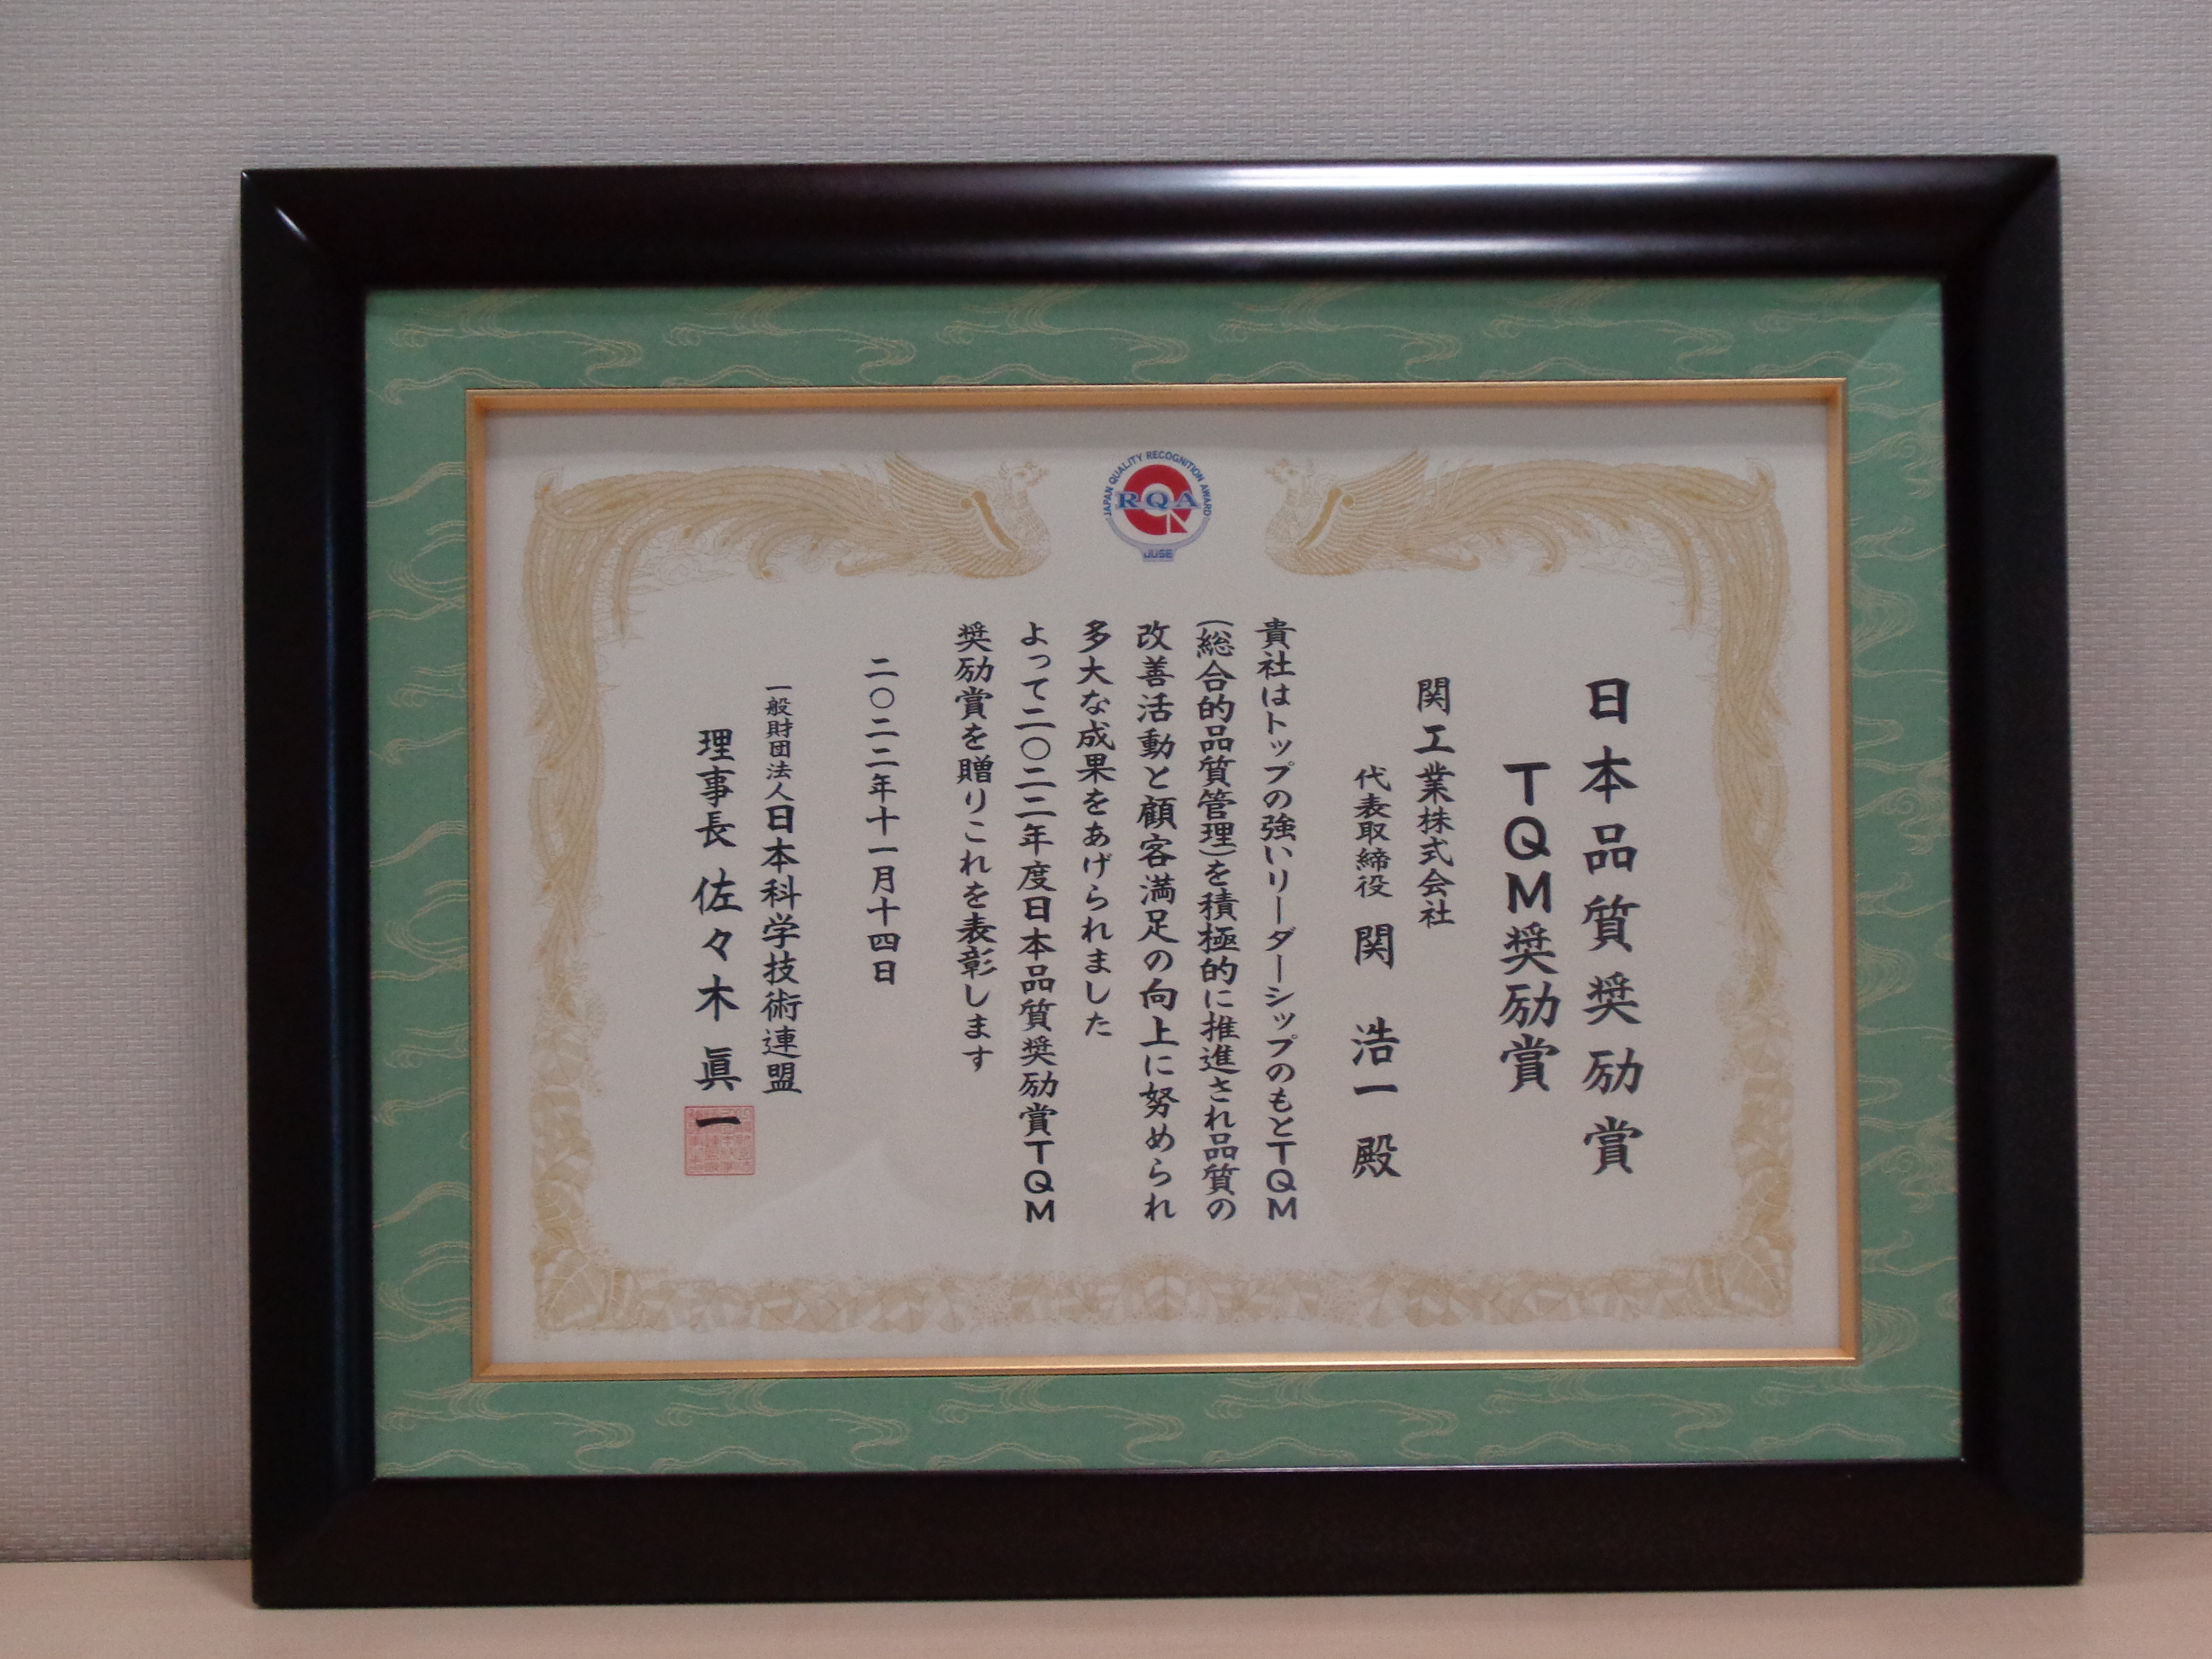 JAPAN QUALITY RECOGNITION AWARD
RQA
JUSE
日本品質奨励賞
TQM奨励賞
関工業株式会社
代表取締役 関 浩一 殿
貴社はトップの強いリーダーシップのもとTQM
(総合的品質管理)を積極的に推進され品質の
改善活動と顧客満足の向上に努められ
多大な成果をあげられました
よって二〇二二年度日本品質奨励賞TQM
奨励賞を贈りこれを表彰します
二〇二二年十一月十四日
一般財団法人日本科学技術連盟
理事長 佐々木 眞一